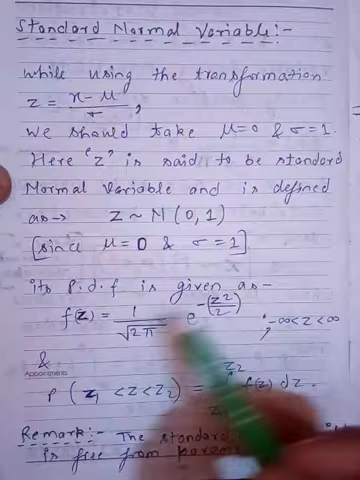 Standard Normal Variable:-
While using the transformation
z = x-μ/σ,
we should take μ=0 & σ=1.
Here 'z' is said to be standard
Normal Variable and is defined
as→ Z ~ N (0,1)
[since μ=0 & σ=1]
its P.d.f is given as-
f(z) = 1/√2π e^-(z²/2) , -∞<z<∞
&
Appointments
P (z₁ <z<z₂) = f(z) dz.
Remark:- The standard
is free from